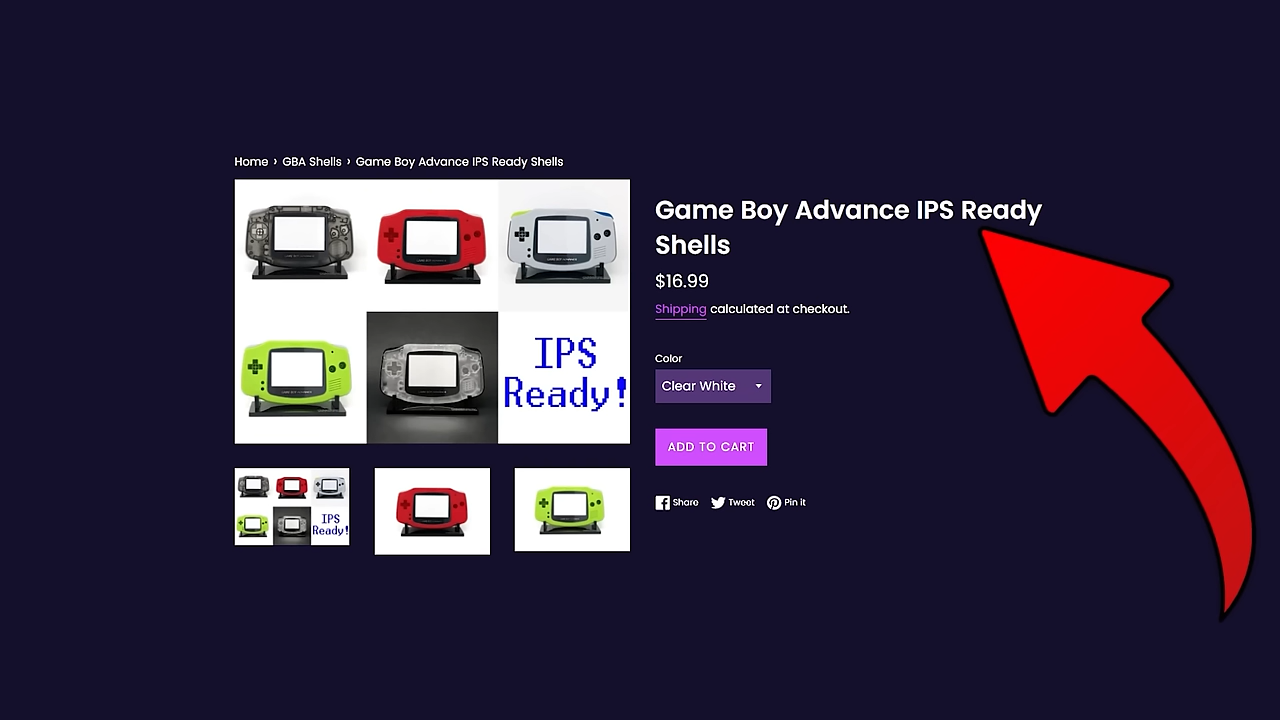 Home › GBA Shells › Game Boy Advance IPS Ready Shells
Game Boy Advance IPS Ready
Shells
$16.99
Shipping calculated at checkout.
Color
Clear White
ADD TO CART
Share Tweet Pin it
IPS
Ready!
IPS
Ready!